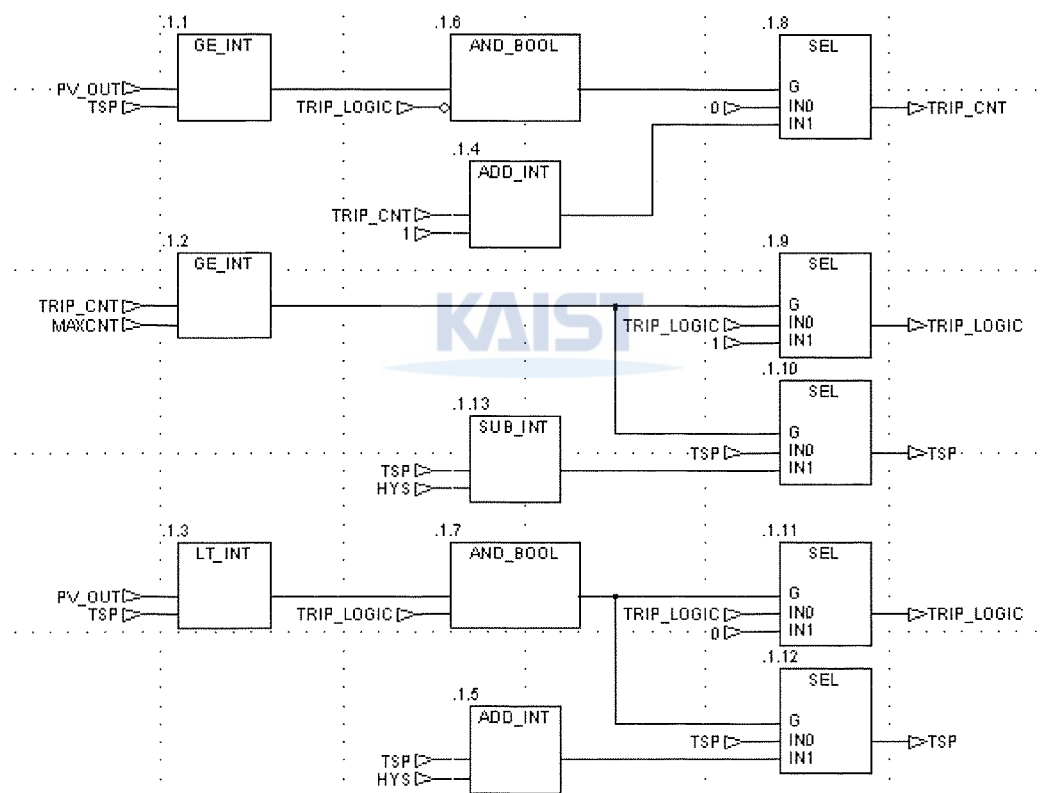 .1.1
GE_INT
PV_OUT
TSP
.1.6
AND_BOOL
TRIP_LOGIC
.1.8
SEL
G
0 IN0
IN1
TRIP_CNT
.1.4
ADD_INT
TRIP_CNT
1
.1.2
GE_INT
TRIP_CNT
MAXCNT
.1.9
SEL
G
TRIP_LOGIC IN0
1 IN1
TRIP_LOGIC
KAIST
.1.10
SEL
G
TSP IN0
IN1
TSP
.1.13
SUB_INT
TSP
HYS
.1.3
LT_INT
PV_OUT
TSP
.1.7
AND_BOOL
TRIP_LOGIC
.1.11
SEL
G
TRIP_LOGIC IN0
0 IN1
TRIP_LOGIC
.1.12
SEL
G
TSP IN0
IN1
TSP
.1.5
ADD_INT
TSP
HYS